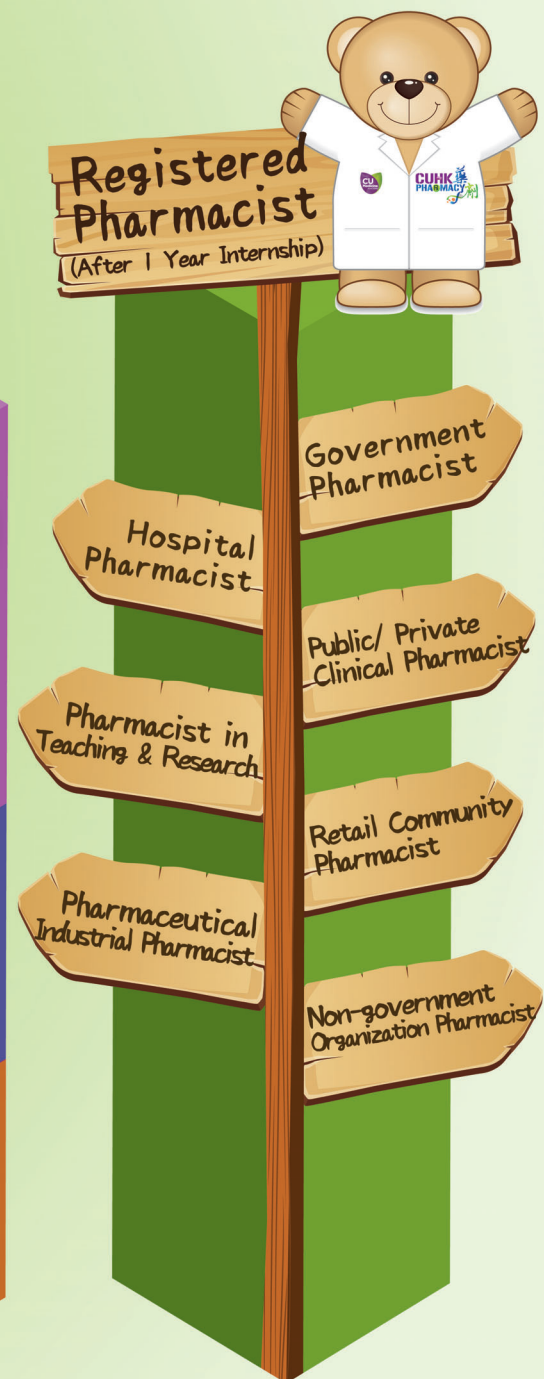 Registered
Pharmacist
(After 1 Year Internship)
CU
CUHK
PHARMACY
Government
Pharmacist
Hospital
Pharmacist
Public/ Private
Clinical Pharmacist
Pharmacist in
Teaching & Research
Retail Community
Pharmacist
Pharmaceutical
Industrial Pharmacist
Non-government
Organization Pharmacist